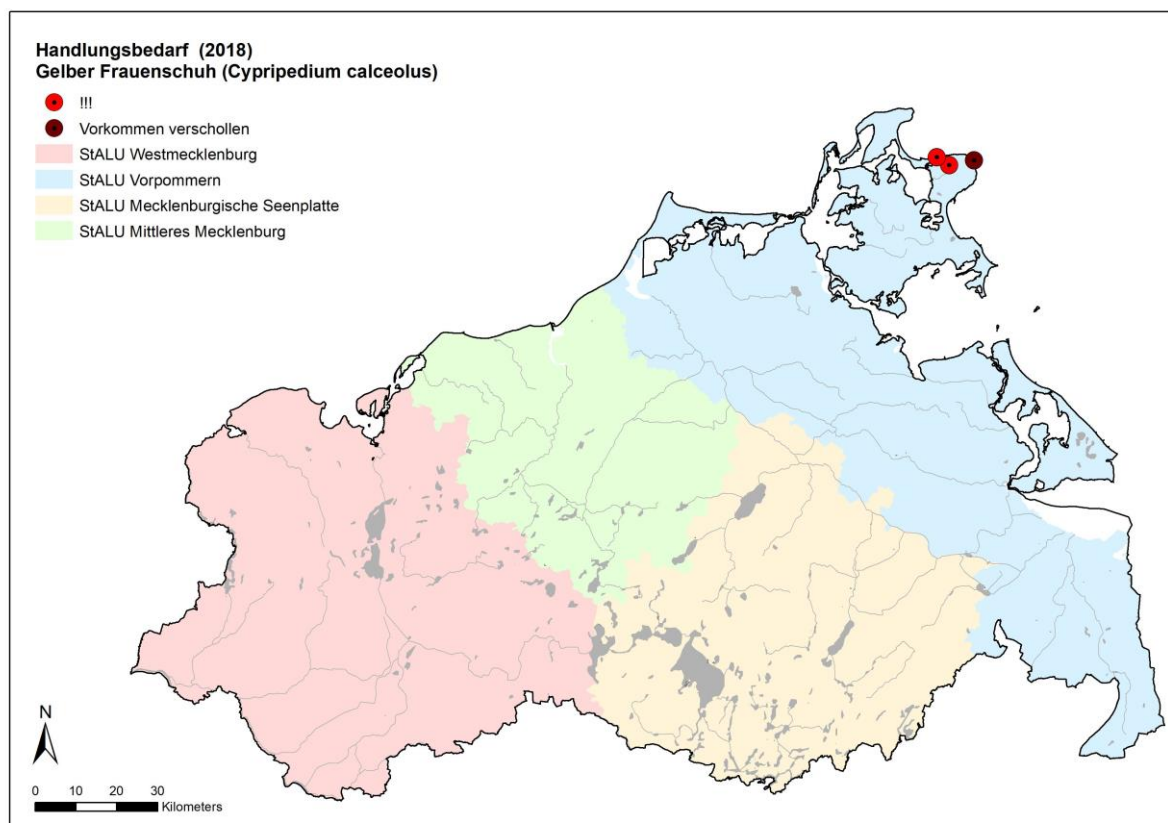 Handlungsbedarf (2018)
Gelber Frauenschuh (Cypripedium calceolus)
!!!
Vorkommen verschollen
StALU Westmecklenburg
StALU Vorpommern
StALU Mecklenburgische Seenplatte
StALU Mittleres Mecklenburg
N
0 10 20 30
Kilometers